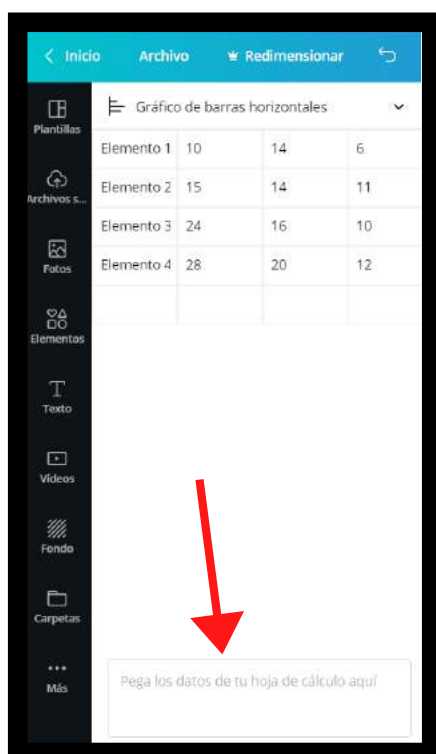 Inicio Archivo Redimensionar
Plantillas
Archivos s...
Fotos
Elementos
Texto
Vídeos
Fondo
Carpetas
Más
Gráfico de barras horizontales
Elemento 1 10 14 6
Elemento 2 15 14 11
Elemento 3 24 16 10
Elemento 4 28 20 12
Pega los datos de tu hoja de cálculo aquí